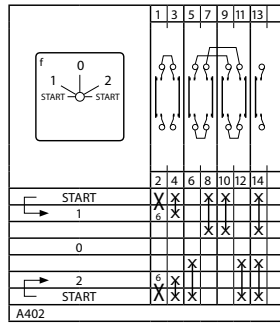 1 3 5 7 9 11 13
f
0
1 2
START START
2 4 6 8 10 12 14
START X X
1 6 X X X X
X X X
0
X X X
2 6 X
START X X X X X
A402